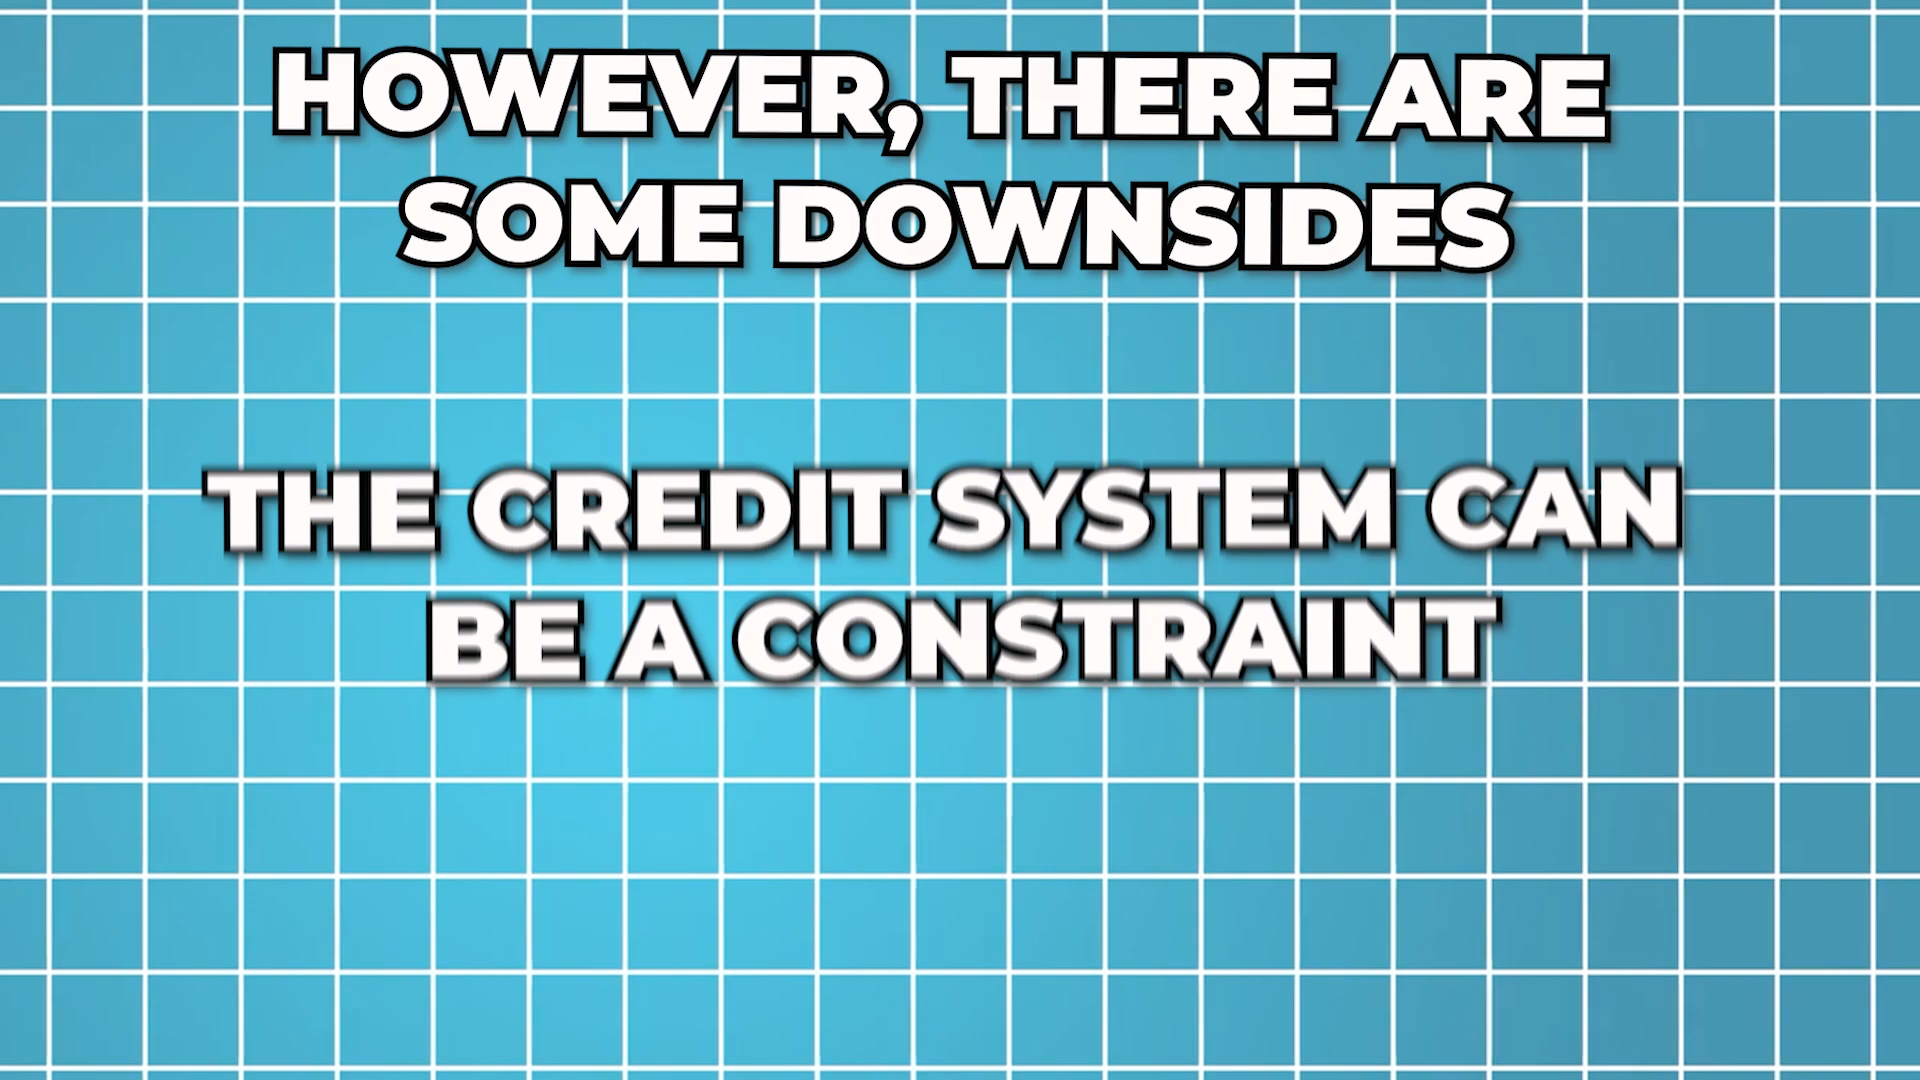 HOWEVER, THERE ARE
SOME DOWNSIDES
THE CREDIT SYSTEM CAN
BE A CONSTRAINT